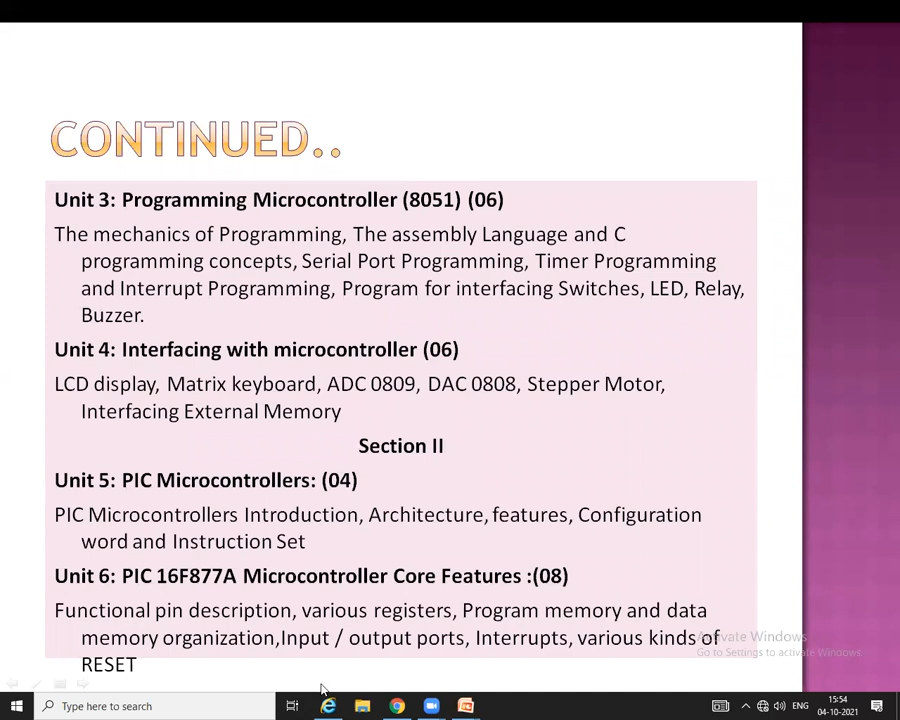 CONTINUED..
Unit 3: Programming Microcontroller (8051) (06)
The mechanics of Programming, The assembly Language and C
programming concepts, Serial Port Programming, Timer Programming
and Interrupt Programming, Program for interfacing Switches, LED, Relay,
Buzzer.
Unit 4: Interfacing with microcontroller (06)
LCD display, Matrix keyboard, ADC 0809, DAC 0808, Stepper Motor,
Interfacing External Memory
Section II
Unit 5: PIC Microcontrollers: (04)
PIC Microcontrollers Introduction, Architecture, features, Configuration
word and Instruction Set
Unit 6: PIC 16F877A Microcontroller Core Features :(08)
Functional pin description, various registers, Program memory and data
memory organization,Input / output ports, Interrupts, various kinds of
RESET
Activate Windows
Go to Settings to activate Windows.
Type here to search
ENG
15:54
04-10-2021